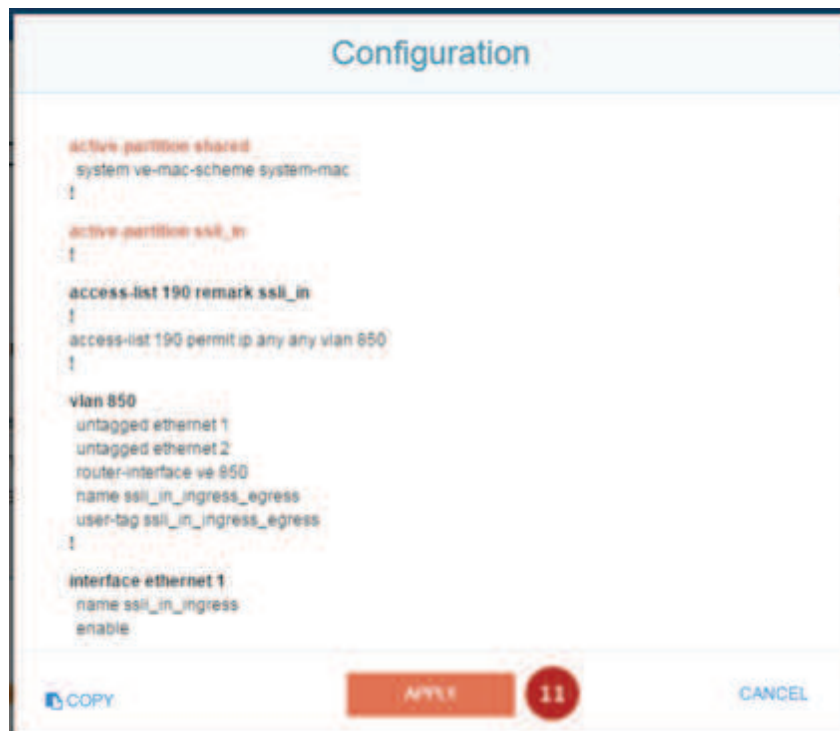 Configuration
active-partition shared
system ve-mac-scheme system-mac
!
active-partition ssli_in
!
access-list 190 remark ssli_in
!
access-list 190 permit ip any any vlan 850
!
vlan 850
untagged ethernet 1
untagged ethernet 2
router-interface ve 850
name ssli_in_ingress_egress
user-tag ssli_in_ingress_egress
!
interface ethernet 1
name ssli_in_ingress
enable
COPY
APPLY
11
CANCEL